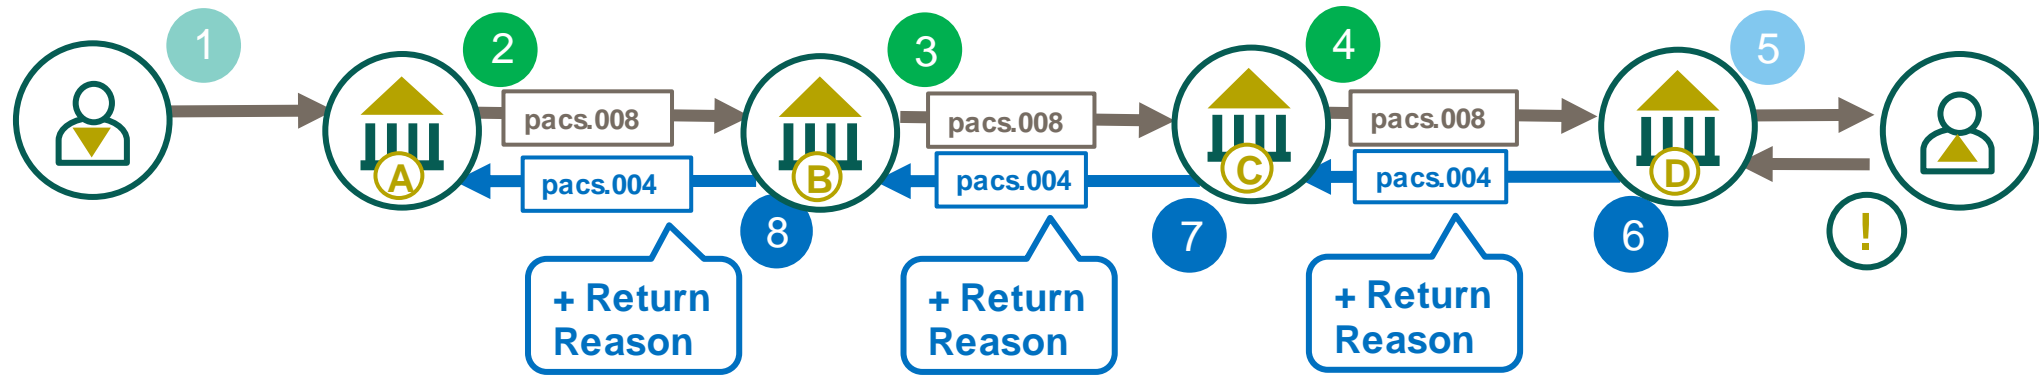 1
2
3
4
5
pacs.008
pacs.008
pacs.008
A
B
C
D
pacs.004
pacs.004
pacs.004
8
7
6
!
+ Return
Reason
+ Return
Reason
+ Return
Reason